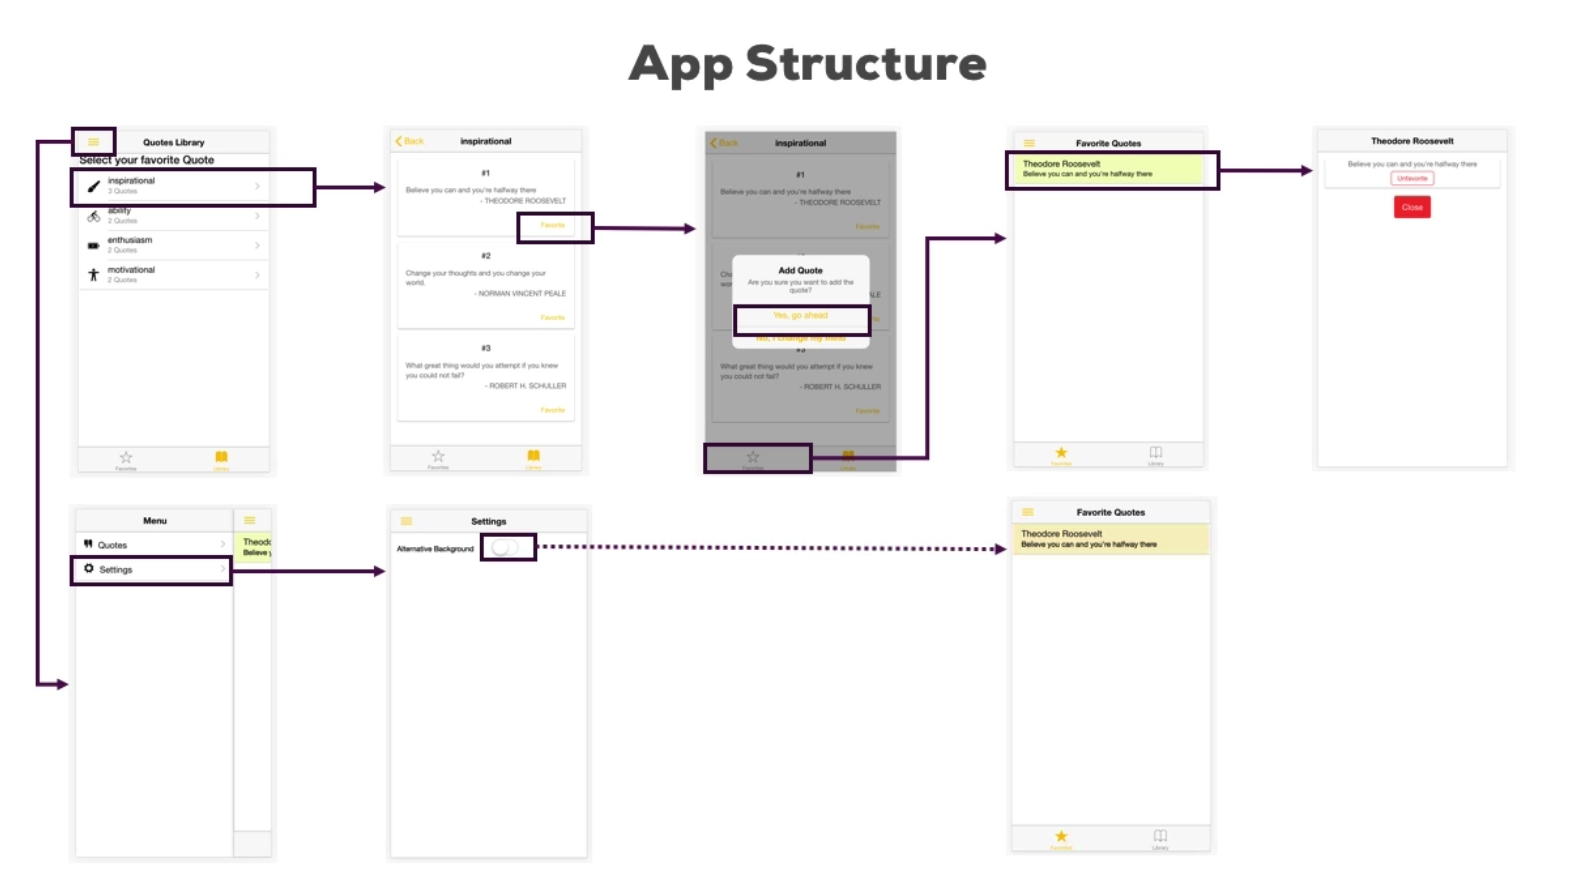 App Structure
Quotes Library
Select your favorite Quote
inspirational
3 Quotes
ability
2 Quotes
enthusiasm
2 Quotes
motivational
2 Quotes
Favorites
Library
Back
inspirational
#1
Believe you can and you're halfway there
- THEODORE ROOSEVELT
Favorite
#2
Change your thoughts and you change your
world.
- NORMAN VINCENT PEALE
Favorite
#3
What great thing would you attempt if you knew
you could not fail?
- ROBERT H. SCHULLER
Favorite
Favorites
Library
Back
inspirational
#1
Believe you can and you're halfway there
- THEODORE ROOSEVELT
Favorite
Add Quote
Are you sure you want to add the
quote?
Yes, go ahead
No, I change my mind
#3
What great thing would you attempt if you knew
you could not fail?
- ROBERT H. SCHULLER
Favorite
Favorites
Library
Favorite Quotes
Theodore Roosevelt
Believe you can and you're halfway there
Favorites
Library
Theodore Roosevelt
Believe you can and you're halfway there
Unfavorite
Close
Menu
Quotes
Settings
Theodo
Believe y
Settings
Alternative Background
Favorite Quotes
Theodore Roosevelt
Believe you can and you're halfway there
Favorites
Library